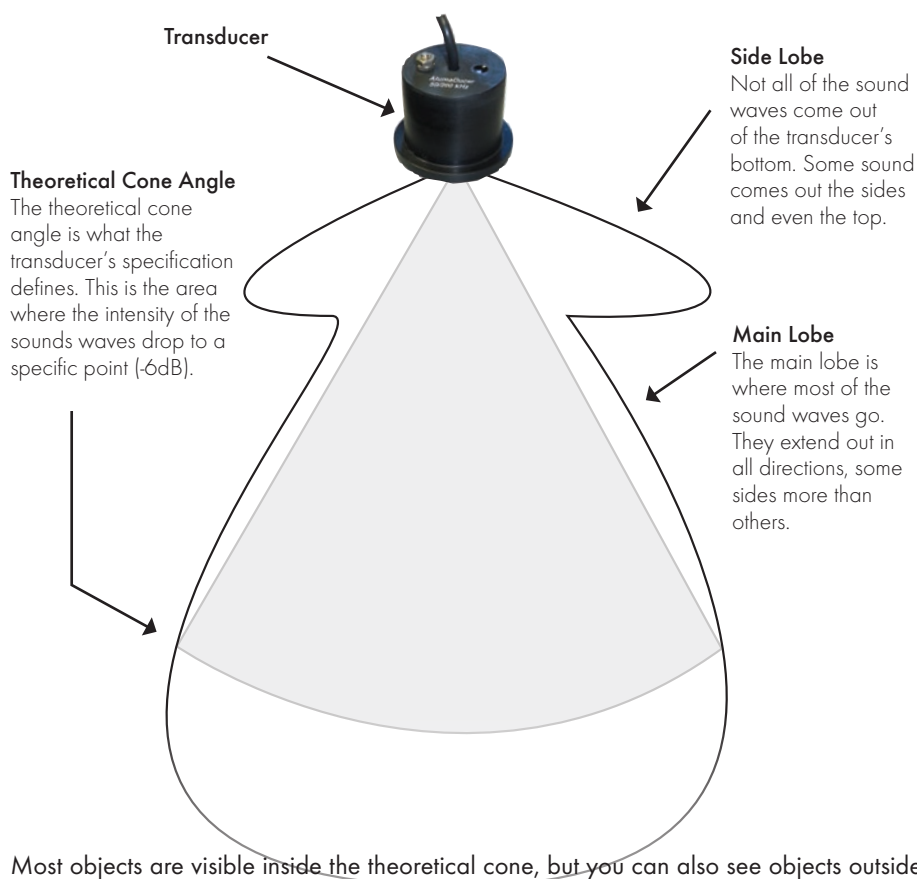 Transducer
AlumaDucer
50/200 KHz
Side Lobe
Not all of the sound
waves come out
of the transducer's
bottom. Some sound
comes out the sides
and even the top.
Theoretical Cone Angle
The theoretical cone
angle is what the
transducer's specification
defines. This is the area
where the intensity of the
sounds waves drop to a
specific point (-6dB).
Main Lobe
The main lobe is
where most of the
sound waves go.
They extend out in
all directions, some
sides more than
others.
Most objects are visible inside the theoretical cone, but you can also see objects outside